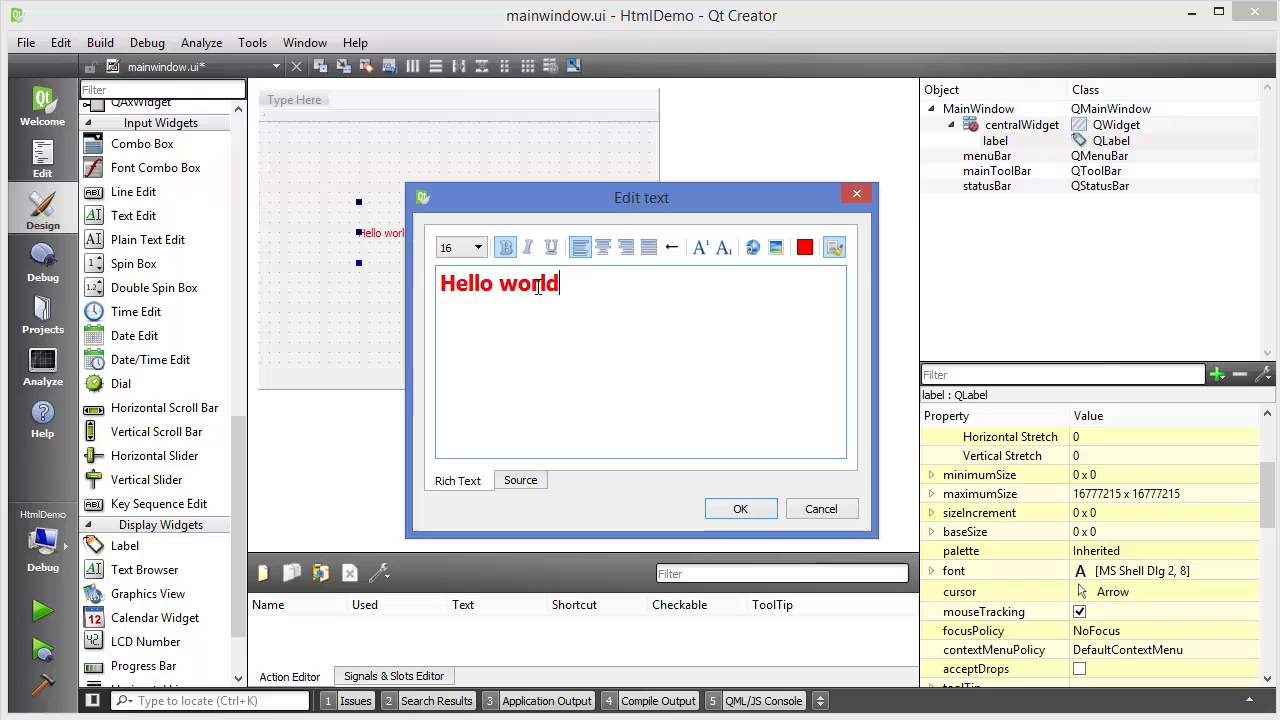 mainwindow.ui - HtmlDemo - Qt Creator
File Edit Build Debug Tools Analyze Window Help
mainwindow.ui*
Welcome
Edit
Design
Debug
Projects
Analyze
Help
HtmlDemo
Debug
Filter
QAxWidget
Input Widgets
Combo Box
Font Combo Box
Line Edit
Text Edit
Plain Text Edit
Spin Box
Double Spin Box
Time Edit
Date Edit
Date/Time Edit
Dial
Horizontal Scroll Bar
Vertical Scroll Bar
Horizontal Slider
Vertical Slider
Key Sequence Edit
Display Widgets
Label
Text Browser
Graphics View
Calendar Widget
LCD Number
Progress Bar
Type Here
Hello worl
Edit text
16 B I U A¹ A₁
Hello world
Rich Text Source
OK Cancel
Filter
Name Used Text Shortcut Checkable ToolTip
Action Editor Signals & Slots Editor
Object Class
MainWindow QMainWindow
centralWidget QWidget
label QLabel
menuBar QMenuBar
mainToolBar QToolBar
statusBar QStatusBar
Filter
label : QLabel
Property Value
Horizontal Stretch 0
Vertical Stretch 0
minimumSize 0 x 0
maximumSize 16777215 x 16777215
sizeIncrement 0 x 0
baseSize 0 x 0
palette Inherited
font A [MS Shell Dlg 2, 8]
cursor Arrow
mouseTracking
focusPolicy NoFocus
contextMenuPolicy DefaultContextMenu
acceptDrops
Type to locate (Ctrl+K) 1 Issues 2 Search Results 3 Application Output 4 Compile Output 5 QML/JS Console